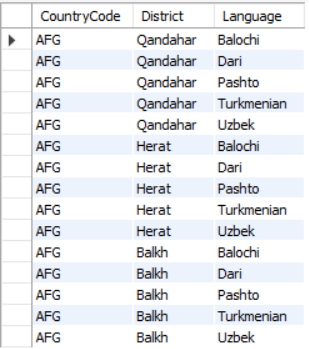 CountryCode District Language
AFG Qandahar Balochi
AFG Qandahar Dari
AFG Qandahar Pashto
AFG Qandahar Turkmenian
AFG Qandahar Uzbek
AFG Herat Balochi
AFG Herat Dari
AFG Herat Pashto
AFG Herat Turkmenian
AFG Herat Uzbek
AFG Balkh Balochi
AFG Balkh Dari
AFG Balkh Pashto
AFG Balkh Turkmenian
AFG Balkh Uzbek